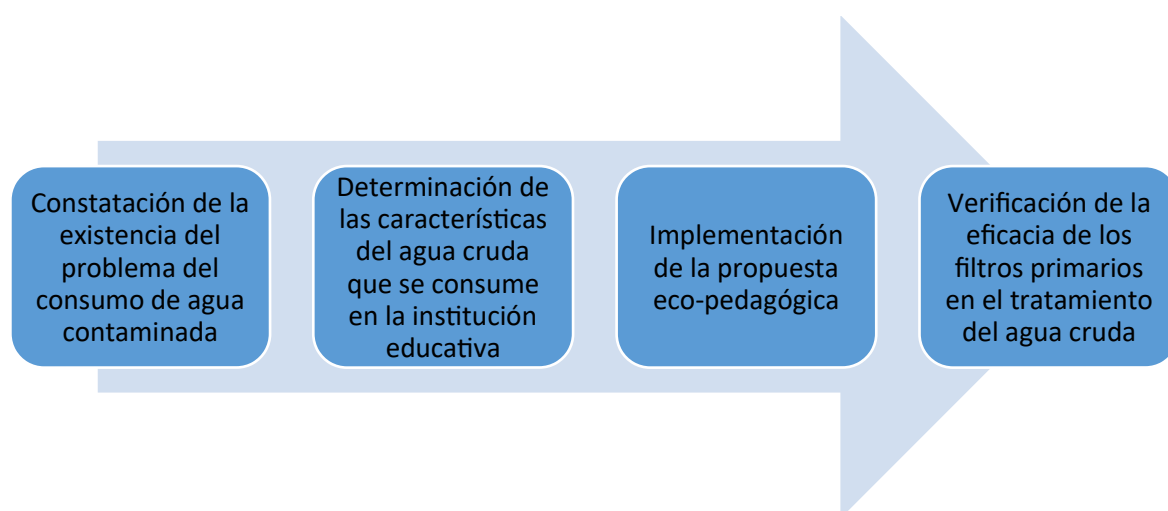 Constatación de la
existencia del
problema del
consumo de agua
contaminada
Determinación de
las características
del agua cruda
que se consume
en la institución
educativa
Implementación
de la propuesta
eco-pedagógica
Verificación de la
eficacia de los
filtros primarios
en el tratamiento
del agua cruda